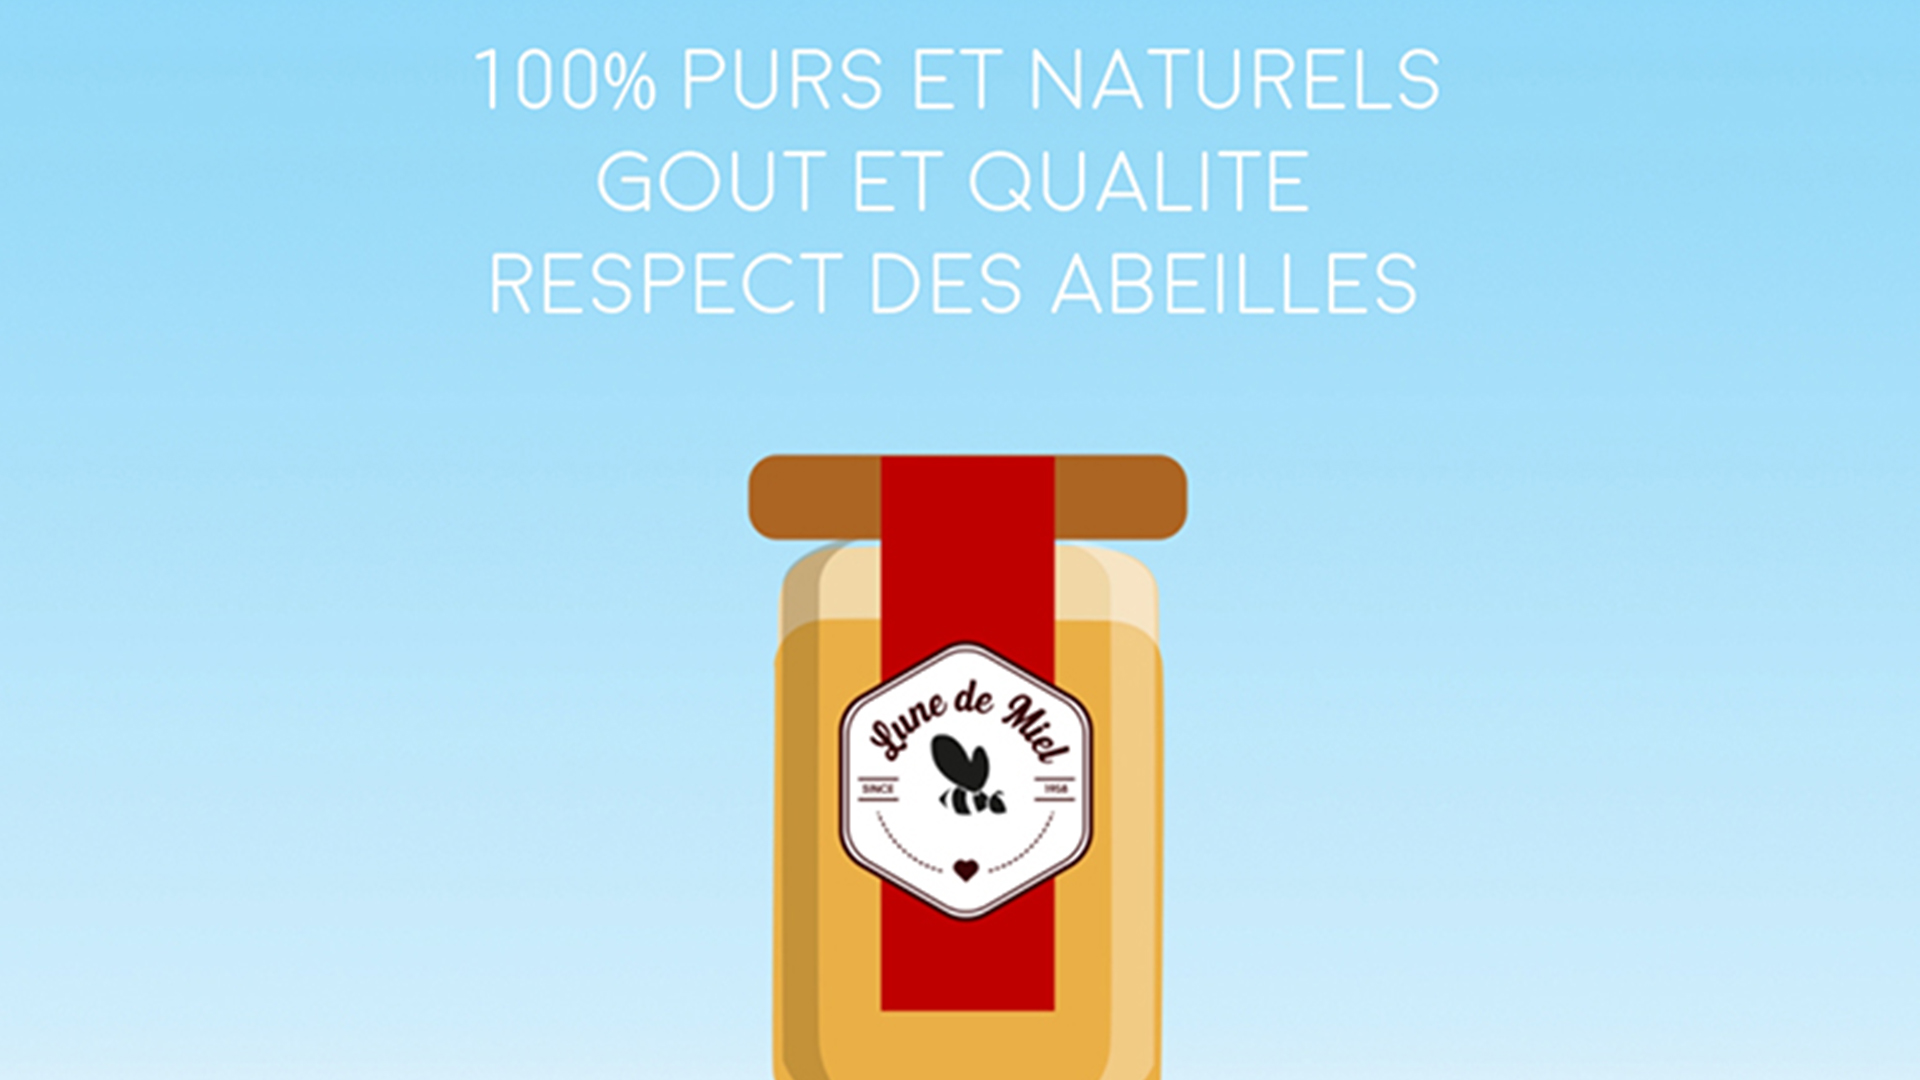 100% PURS ET NATURELS
GOUT ET QUALITE
RESPECT DES ABEILLES
Lune de Miel
SINCE
1958